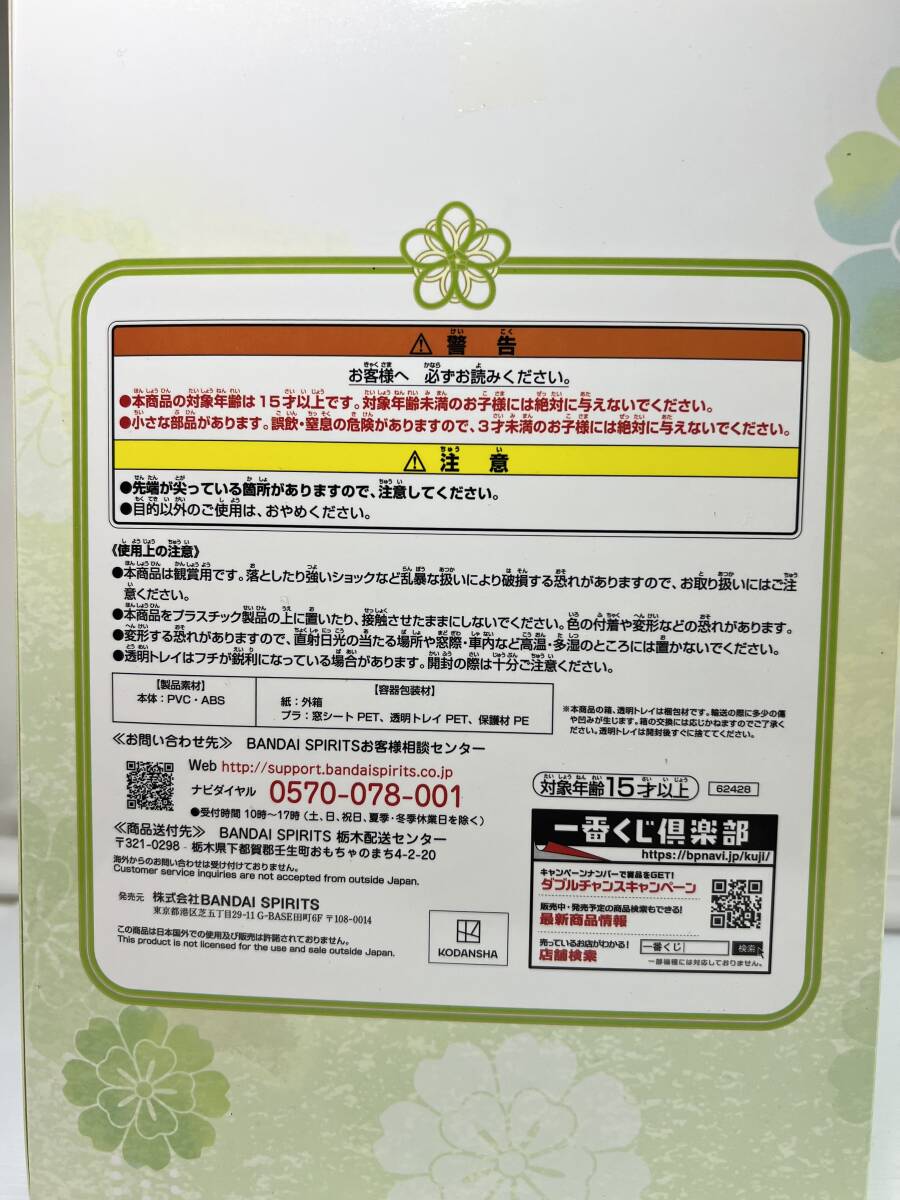 ⚠ 警告
お客様へ 必ずお読みください。
●本商品の対象年齢は15才以上です。対象年齢未満のお子様には絶対に与えないでください。
●小さな部品があります。誤飲・窒息の危険がありますので、3才未満のお子様には絶対に与えないでください。
⚠ 注意
●先端が尖っている箇所がありますので、注意してください。
●目的以外のご使用は、おやめください。
《使用上の注意》
●本商品は観賞用です。落としたり強いショックなど乱暴な扱いにより破損する恐れがありますので、お取り扱いにはご注
意ください。
●本商品をプラスチック製品の上に置いたり、接触させたままにしないでください。色の付着や変形などの恐れがあります。
●変形する恐れがありますので、直射日光の当たる場所や窓際・車内など高温・多湿のところには置かないでください。
●透明トレイはフチが鋭利になっている場合があります。開封の際は十分ご注意ください。
【製品素材】
本体：PVC・ABS
【容器包装材】
紙：外箱
プラ：窓シート PET、透明トレイ PET、保護材 PE
※本商品の箱、透明トレイは梱包材です。輸送の際に多少の傷
や凹みが生じます。箱の交換には応じかねますのでご了承く
ださい。透明トレイは開封後すぐに捨ててください。
≪お問い合わせ先≫ BANDAI SPIRITSお客様相談センター
Web http://support.bandaispirits.co.jp
ナビダイヤル 0570-078-001
●受付時間 10時～17時（土、日、祝日、夏季・冬季休業日を除く）
≪商品送付先≫ BANDAI SPIRITS 栃木配送センター
〒321-0298 栃木県下都賀郡壬生町おもちゃのまち4-2-20
海外からのお問い合わせは受け付けておりません。
Customer service inquiries are not accepted from outside Japan.
発売元 株式会社BANDAI SPIRITS
東京都港区芝五丁目29-11 G-BASE田町6F 〒108-0014
この商品は日本国外での使用及び販売は許諾されておりません。
This product is not licensed for the use and sale outside Japan.
KODANSHA
対象年齢15才以上
62428
一番くじ倶楽部
https://bpnavi.jp/kuji/
キャンペーンナンバーで賞品をGET!
ダブルチャンスキャンペーン
販売中・発売予定の商品検索もできる!
最新商品情報
売っているお店がわかる!
店舗検索
一番くじ 検索
一部機種には対応しておりません。